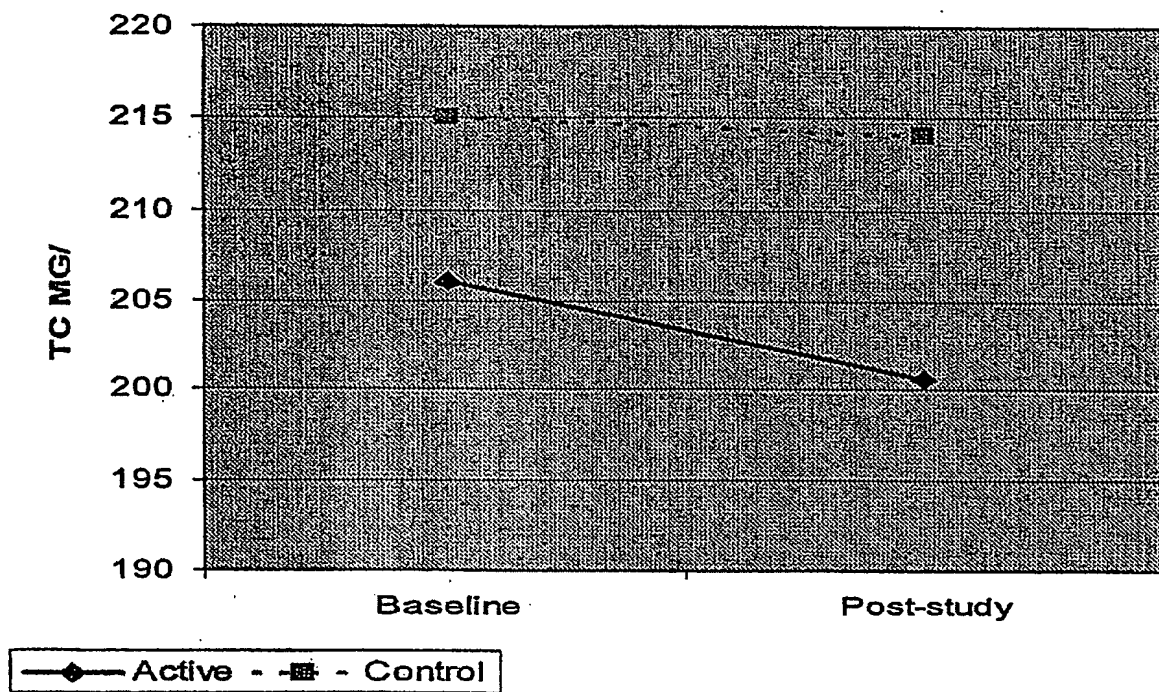 220
215
210
205
200
195
190
TC MG/
Baseline Post-study
Active Control